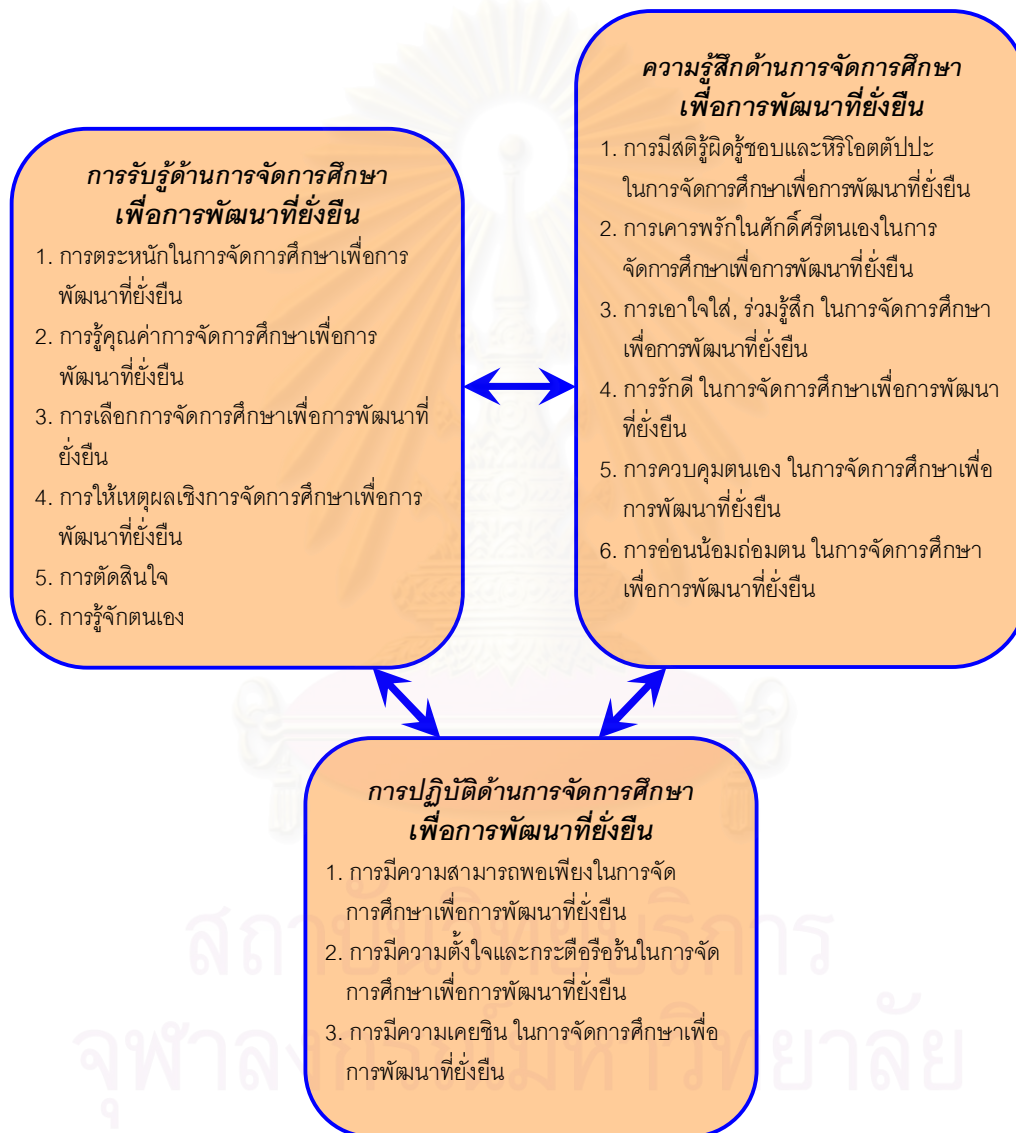 การรับรู้ด้านการจัดการศึกษา
เพื่อการพัฒนาที่ยั่งยืน
1. การตระหนักในการจัดการศึกษาเพื่อการ
พัฒนาที่ยั่งยืน
2. การรู้คุณค่าการจัดการศึกษาเพื่อการ
พัฒนาที่ยั่งยืน
3. การเลือกการจัดการศึกษาเพื่อการพัฒนาที่
ยั่งยืน
4. การให้เหตุผลเชิงการจัดการศึกษาเพื่อการ
พัฒนาที่ยั่งยืน
5. การตัดสินใจ
6. การรู้จักตนเอง
ความรู้สึกด้านการจัดการศึกษา
เพื่อการพัฒนาที่ยั่งยืน
1. การมีสติรู้ผิดรู้ชอบและหิริโอตตัปปะ
ในการจัดการศึกษาเพื่อการพัฒนาที่ยั่งยืน
2. การเคารพรักในศักดิ์ศรีตนเองในการ
จัดการศึกษาเพื่อการพัฒนาที่ยั่งยืน
3. การเอาใจใส่, ร่วมรู้สึก ในการจัดการศึกษา
เพื่อการพัฒนาที่ยั่งยืน
4. การรักดี ในการจัดการศึกษาเพื่อการพัฒนา
ที่ยั่งยืน
5. การควบคุมตนเอง ในการจัดการศึกษาเพื่อ
การพัฒนาที่ยั่งยืน
6. การอ่อนน้อมถ่อมตน ในการจัดการศึกษา
เพื่อการพัฒนาที่ยั่งยืน
การปฏิบัติด้านการจัดการศึกษา
เพื่อการพัฒนาที่ยั่งยืน
1. การมีความสามารถพอเพียงในการจัด
การศึกษาเพื่อการพัฒนาที่ยั่งยืน
2. การมีความตั้งใจและกระตือรือร้นในการจัด
การศึกษาเพื่อการพัฒนาที่ยั่งยืน
3. การมีความเคยชิน ในการจัดการศึกษาเพื่อ
การพัฒนาที่ยั่งยืน
สถาบันวิทยบริการ
จุฬาลงกรณ์มหาวิทยาลัย